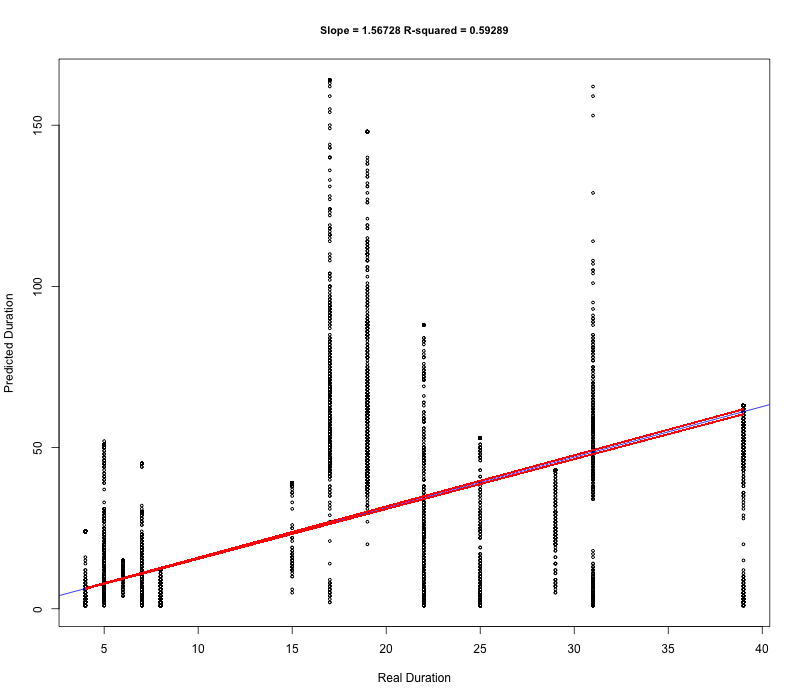 Slope = 1.56728 R-squared = 0.59289
150
100
50
0
Predicted Duration
5 10 15 20 25 30 35 40
Real Duration